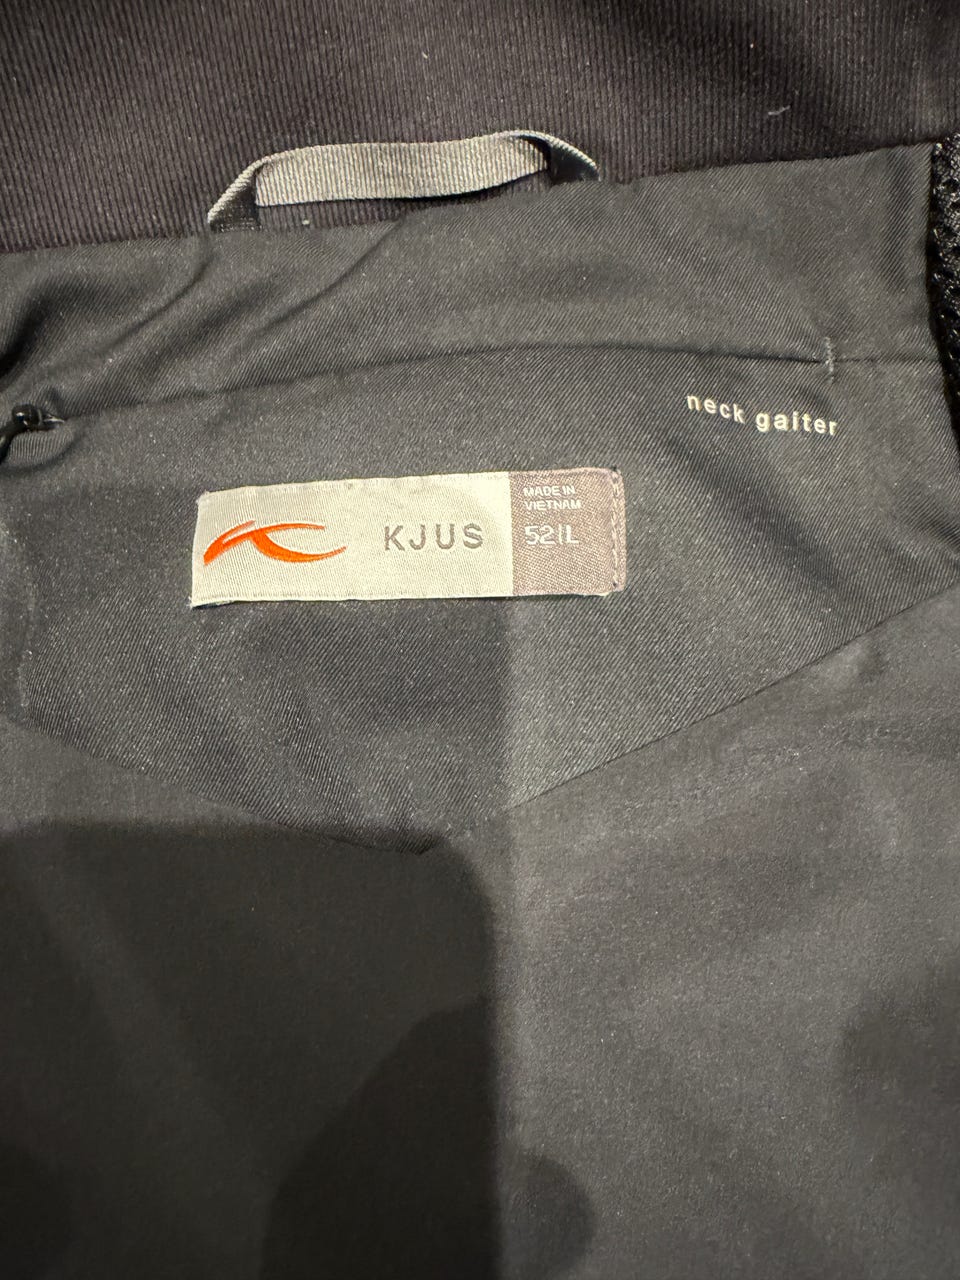 neck gaiter
KJUS
MADE IN
VIETNAM
52|L